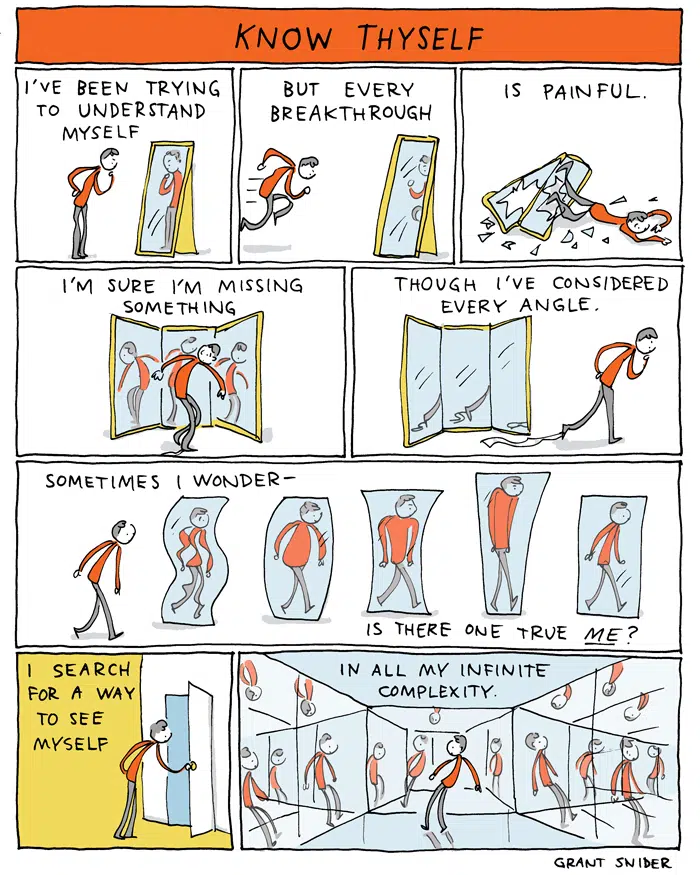 KNOW THYSELF
I'VE BEEN TRYING
TO UNDERSTAND
MYSELF
BUT EVERY
BREAKTHROUGH
IS PAINFUL.
I'M SURE I'M MISSING
SOMETHING
THOUGH I'VE CONSIDERED
EVERY ANGLE.
SOMETIMES I WONDER—
IS THERE ONE TRUE ME?
I SEARCH
FOR A WAY
TO SEE
MYSELF
IN ALL MY INFINITE
COMPLEXITY.
GRANT SNIDER